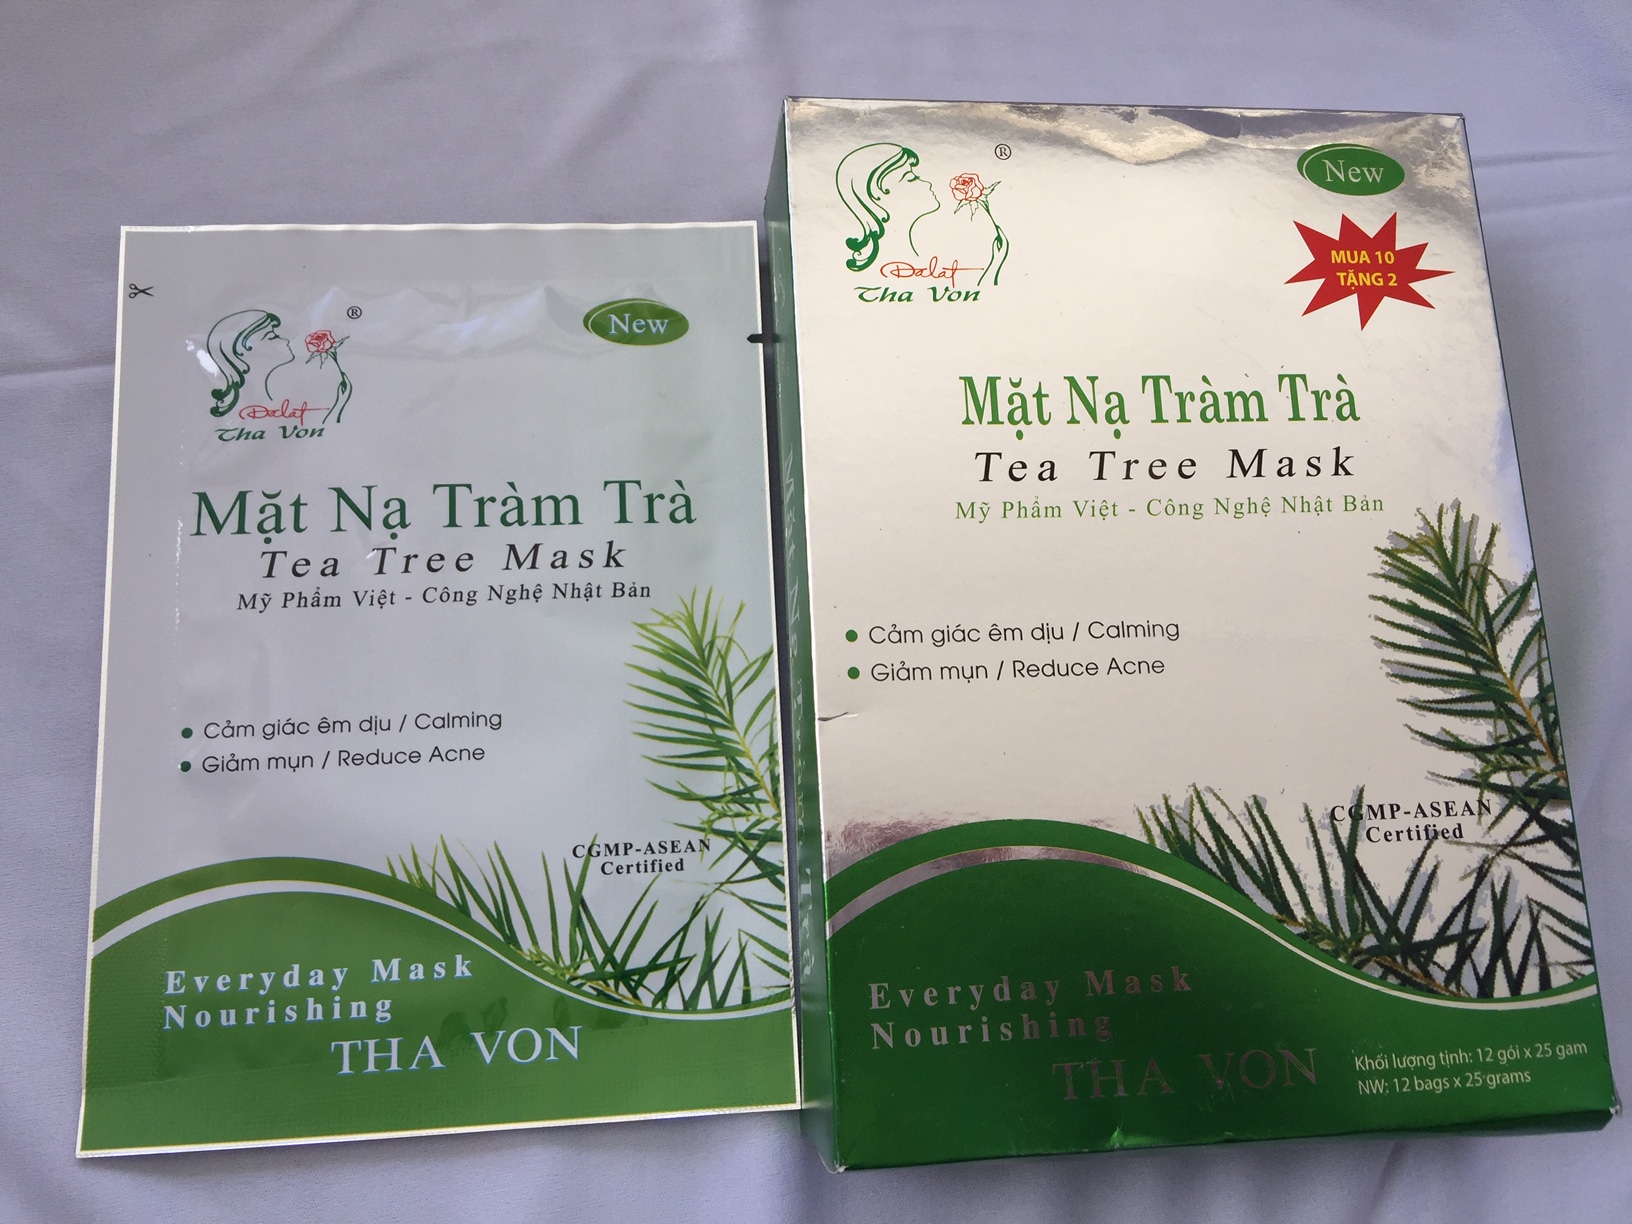 ®
New
Dalat
Tha Von
Mặt Nạ Tràm Trà
Tea Tree Mask
Mỹ Phẩm Việt - Công Nghệ Nhật Bản
Cảm giác êm dịu / Calming
Giảm mụn / Reduce Acne
CGMP-ASEAN
Certified
Everyday Mask
Nourishing
THA VON
®
New
MUA 10
TẶNG 2
Dalat
Tha Von
Mặt Nạ Tràm Trà
Tea Tree Mask
Mỹ Phẩm Việt - Công Nghệ Nhật Bản
Cảm giác êm dịu / Calming
Giảm mụn / Reduce Acne
CGMP-ASEAN
Certified
Everyday Mask
Nourishing
THA VON
Khối lượng tịnh: 12 gói x 25 gam
NW: 12 bags x 25 grams